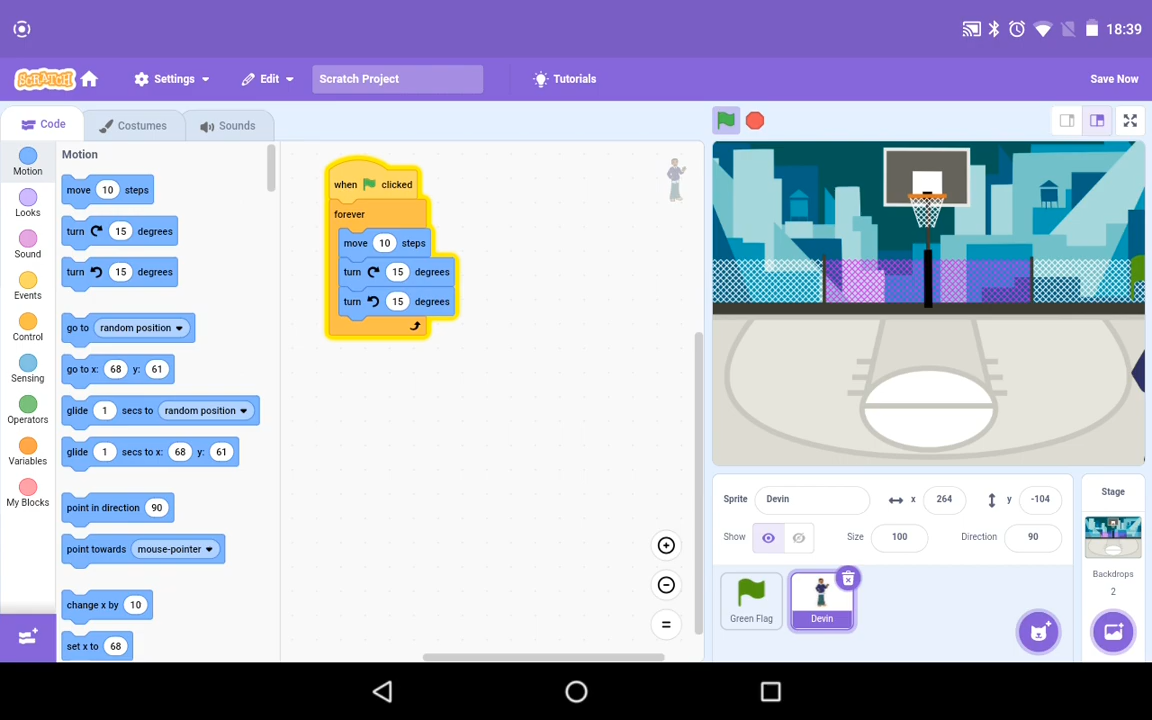 18:39
SCRATCH
Settings
Edit
Scratch Project
Tutorials
Save Now
Code
Costumes
Sounds
Motion
Looks
Sound
Events
Control
Sensing
Operators
Variables
My Blocks
Motion
move 10 steps
turn 15 degrees
turn 15 degrees
go to random position
go to x: 68 y: 61
glide 1 secs to random position
glide 1 secs to x: 68 y: 61
point in direction 90
point towards mouse-pointer
change x by 10
set x to 68
when clicked
forever
move 10 steps
turn 15 degrees
turn 15 degrees
Sprite Devin x 264 y -104
Show Size 100 Direction 90
Green Flag
Devin
Stage
Backdrops
2